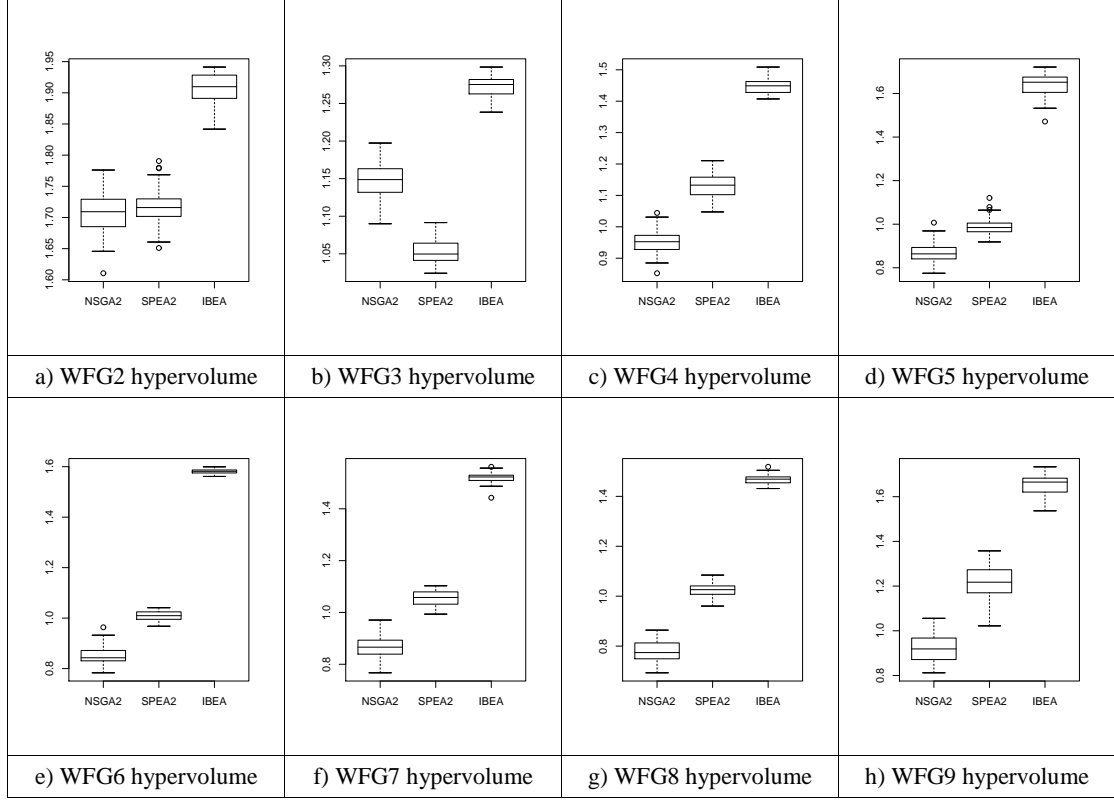 1.95
1.90
1.85
1.80
1.75
1.70
1.65
1.60
NSGA2 SPEA2 IBEA
a) WFG2 hypervolume
1.30
1.25
1.20
1.15
1.10
1.05
NSGA2 SPEA2 IBEA
b) WFG3 hypervolume
1.5
1.4
1.3
1.2
1.1
1.0
0.9
NSGA2 SPEA2 IBEA
c) WFG4 hypervolume
1.6
1.4
1.2
1.0
0.8
NSGA2 SPEA2 IBEA
d) WFG5 hypervolume
1.6
1.4
1.2
1.0
0.8
NSGA2 SPEA2 IBEA
e) WFG6 hypervolume
1.4
1.2
1.0
0.8
NSGA2 SPEA2 IBEA
f) WFG7 hypervolume
1.4
1.2
1.0
0.8
NSGA2 SPEA2 IBEA
g) WFG8 hypervolume
1.6
1.4
1.2
1.0
0.8
NSGA2 SPEA2 IBEA
h) WFG9 hypervolume